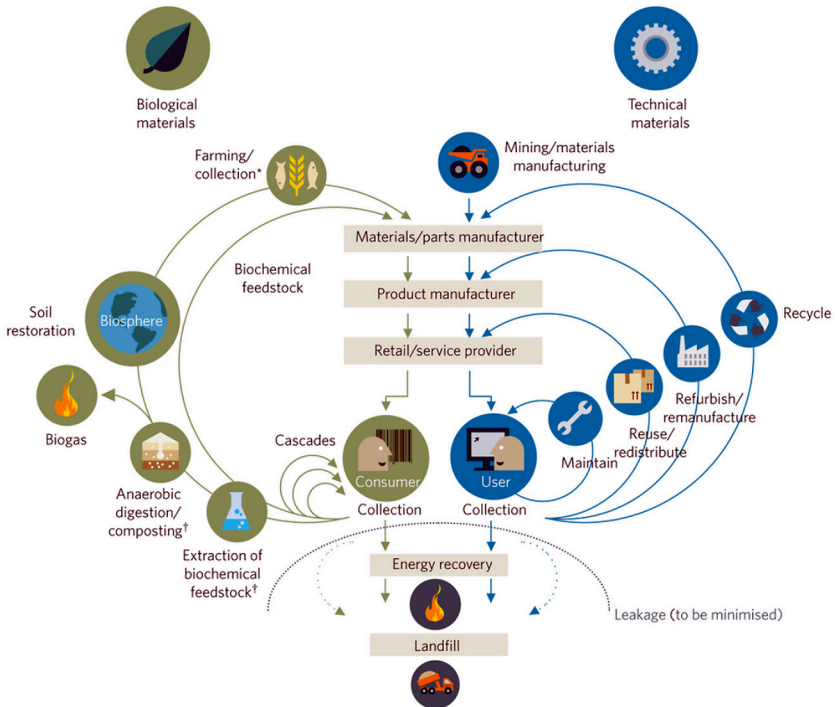 Biological
materials
Technical
materials
Farming/
collection*
Mining/materials
manufacturing
Materials/parts manufacturer
Biochemical
feedstock
Product manufacturer
Soil
restoration
Biosphere
Recycle
Retail/service provider
Refurbish/
remanufacture
Biogas
Reuse/
redistribute
Cascades
Maintain
Consumer
User
Anaerobic
digestion/
composting†
Collection
Collection
Extraction of
biochemical
feedstock†
Energy recovery
Leakage (to be minimised)
Landfill